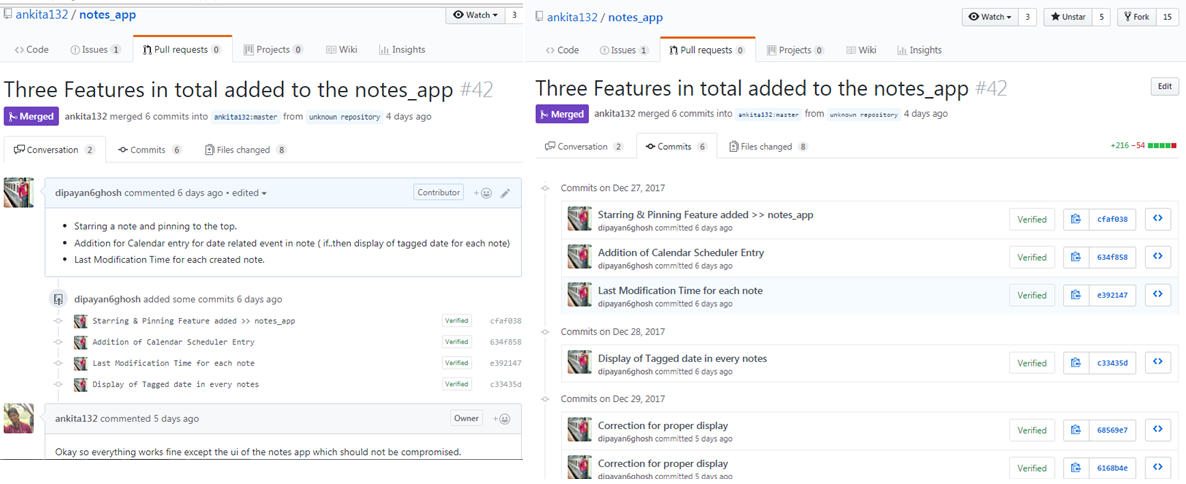 ankita132 / notes_app
Watch 3
Code Issues 1 Pull requests 0 Projects 0 Wiki Insights
Three Features in total added to the notes_app #42
Merged ankita132 merged 6 commits into ankita132:master from unknown repository 4 days ago
Conversation 2 Commits 6 Files changed 8
dipayan6ghosh commented 6 days ago • edited Contributor
• Starring a note and pinning to the top.
• Addition for Calendar entry for date related event in note ( if..then display of tagged date for each note)
• Last Modification Time for each created note.
dipayan6ghosh added some commits 6 days ago
Starring & Pinning Feature added >> notes_app Verified cfaf038
Addition of Calendar Scheduler Entry Verified 634f858
Last Modification Time for each note Verified e392147
Display of Tagged date in every notes Verified c33435d
ankita132 commented 5 days ago Owner
Okay so everything works fine except the ui of the notes app which should not be compromised.
ankita132 / notes_app
Watch 3 Unstar 5 Fork 15
Code Issues 1 Pull requests 0 Projects 0 Wiki Insights
Three Features in total added to the notes_app #42
Edit
Merged ankita132 merged 6 commits into ankita132:master from unknown repository 4 days ago
Conversation 2 Commits 6 Files changed 8
+216 −54
Commits on Dec 27, 2017
Starring & Pinning Feature added >> notes_app
dipayan6ghosh committed 6 days ago
Verified cfaf038
Addition of Calendar Scheduler Entry
dipayan6ghosh committed 6 days ago
Verified 634f858
Last Modification Time for each note
dipayan6ghosh committed 6 days ago
Verified e392147
Commits on Dec 28, 2017
Display of Tagged date in every notes
dipayan6ghosh committed 6 days ago
Verified c33435d
Commits on Dec 29, 2017
Correction for proper display
dipayan6ghosh committed 5 days ago
Verified 68569e7
Correction for proper display
dipayan6ghosh committed 5 days ago
Verified 6168b4e